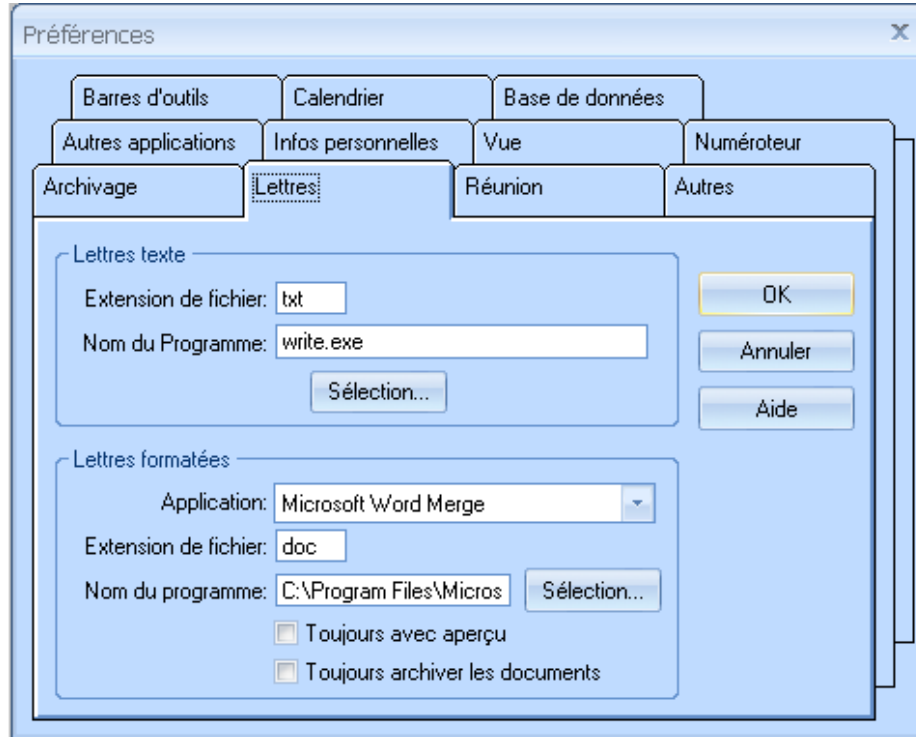 Préférences
Barres d'outils
Calendrier
Base de données
Autres applications
Infos personnelles
Vue
Numéroteur
Archivage
Lettres
Réunion
Autres
Lettres texte
Extension de fichier: txt
Nom du Programme: write.exe
Sélection...
OK
Annuler
Aide
Lettres formatées
Application: Microsoft Word Merge
Extension de fichier: doc
Nom du programme: C:\Program Files\Micros
Sélection...
Toujours avec aperçu
Toujours archiver les documents